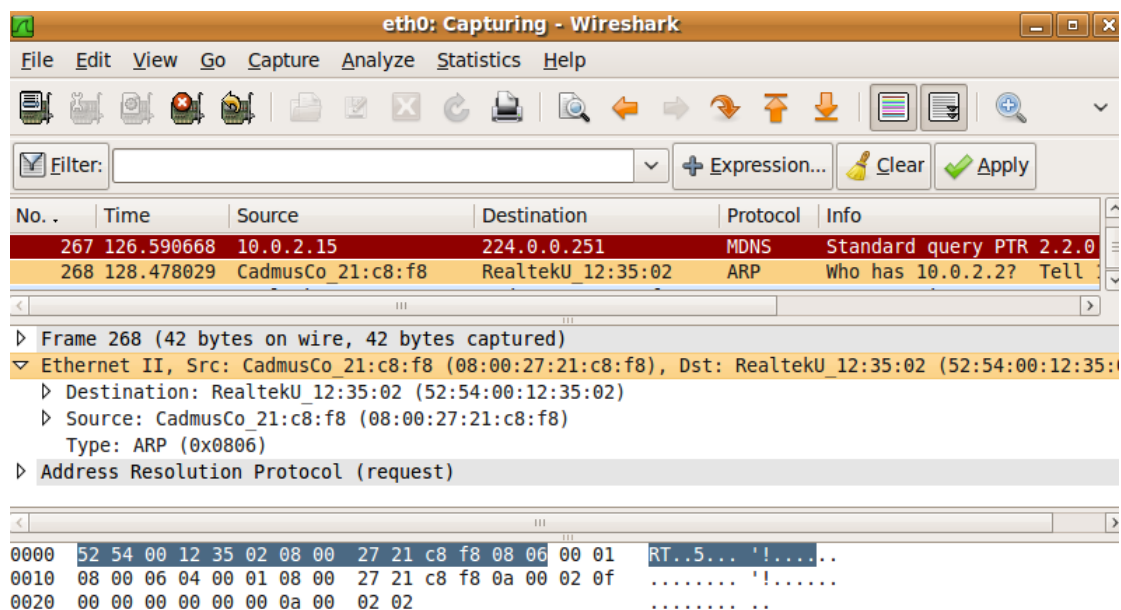 eth0: Capturing - Wireshark
File Edit View Go Capture Analyze Statistics Help
Filter: Expression... Clear Apply
No. . Time Source Destination Protocol Info
267 126.590668 10.0.2.15 224.0.0.251 MDNS Standard query PTR 2.2.0
268 128.478029 CadmusCo_21:c8:f8 RealtekU_12:35:02 ARP Who has 10.0.2.2? Tell
Frame 268 (42 bytes on wire, 42 bytes captured)
Ethernet II, Src: CadmusCo_21:c8:f8 (08:00:27:21:c8:f8), Dst: RealtekU_12:35:02 (52:54:00:12:35:
Destination: RealtekU_12:35:02 (52:54:00:12:35:02)
Source: CadmusCo_21:c8:f8 (08:00:27:21:c8:f8)
Type: ARP (0x0806)
Address Resolution Protocol (request)
0000 52 54 00 12 35 02 08 00 27 21 c8 f8 08 06 00 01 RT..5... '!......
0010 08 00 06 04 00 01 08 00 27 21 c8 f8 0a 00 02 0f ........ '!......
0020 00 00 00 00 00 00 0a 00 02 02 ........ ..